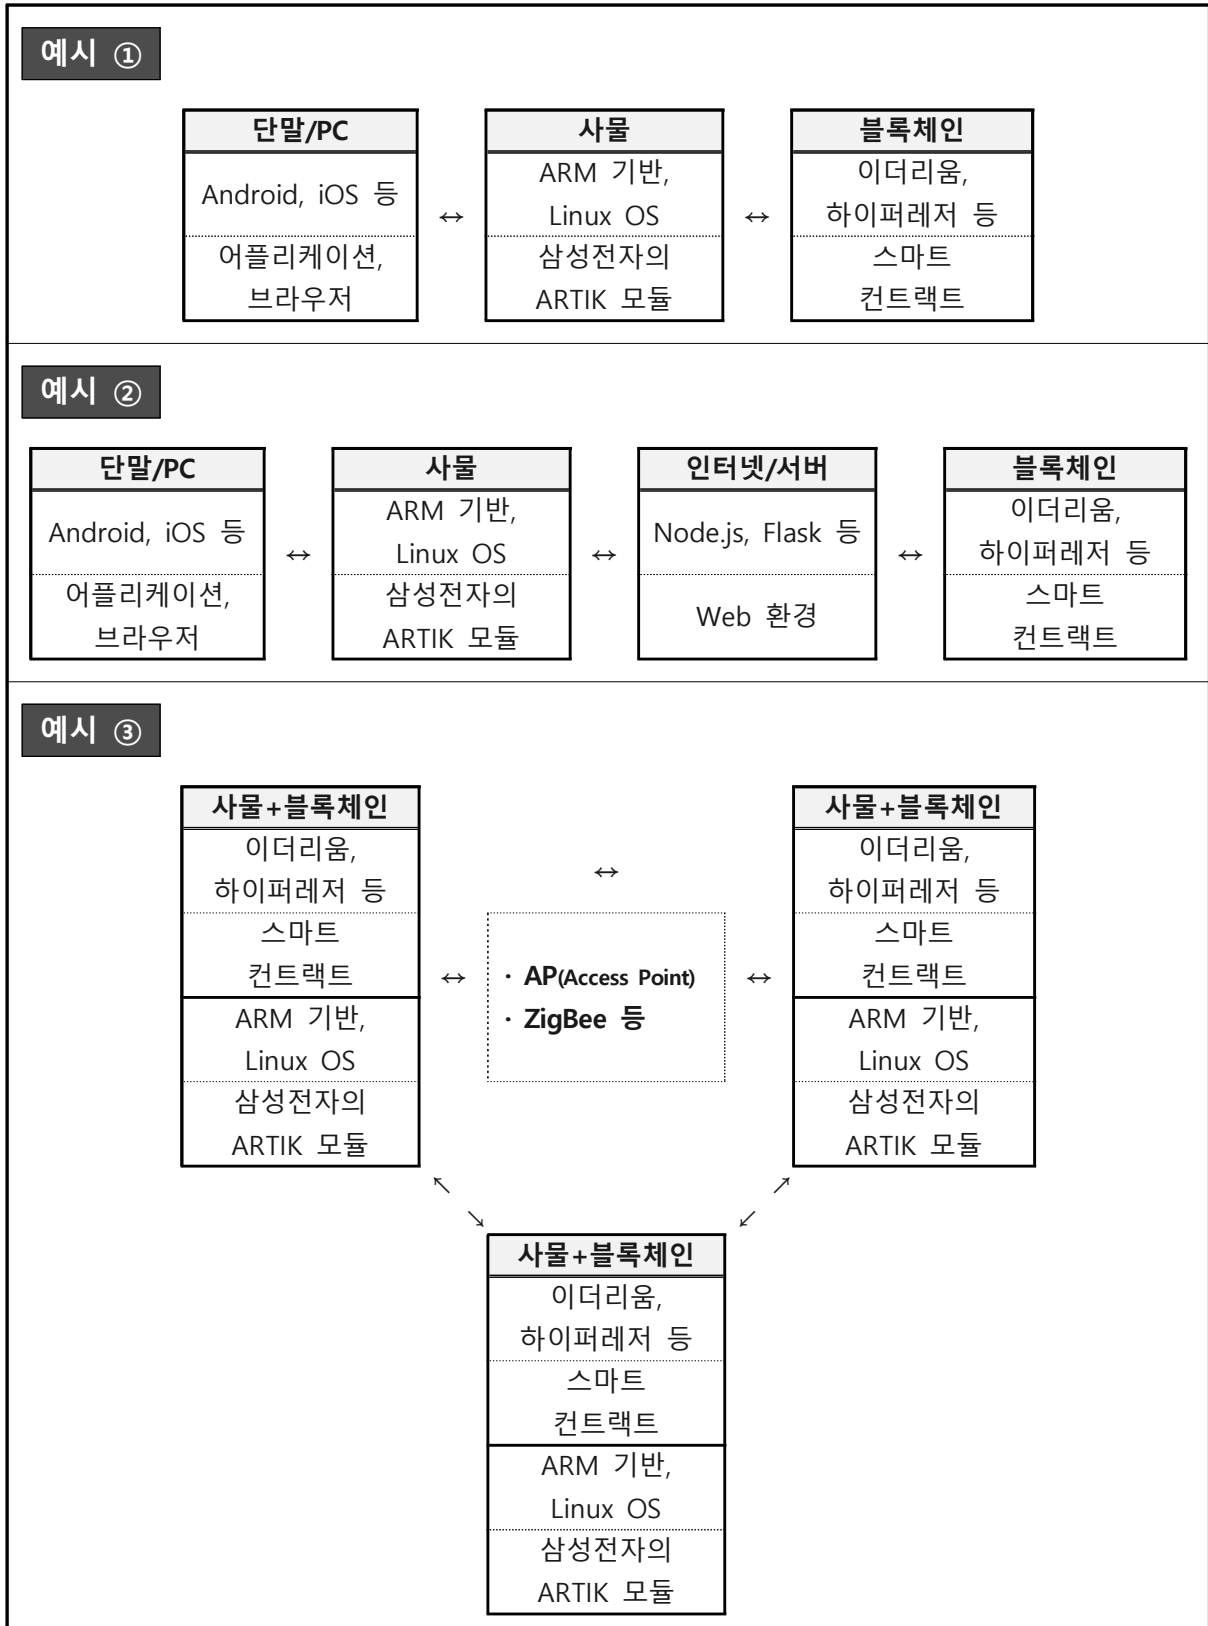 예시 ①
단말/PC
Android, iOS 등
어플리케이션,
브라우저
↔
사물
ARM 기반,
Linux OS
삼성전자의
ARTIK 모듈
↔
블록체인
이더리움,
하이퍼레저 등
스마트
컨트랙트
예시 ②
단말/PC
Android, iOS 등
어플리케이션,
브라우저
↔
사물
ARM 기반,
Linux OS
삼성전자의
ARTIK 모듈
↔
인터넷/서버
Node.js, Flask 등
Web 환경
↔
블록체인
이더리움,
하이퍼레저 등
스마트
컨트랙트
예시 ③
사물+블록체인
이더리움,
하이퍼레저 등
스마트
컨트랙트
ARM 기반,
Linux OS
삼성전자의
ARTIK 모듈
↔
↔
· AP(Access Point)
· ZigBee 등
↔
사물+블록체인
이더리움,
하이퍼레저 등
스마트
컨트랙트
ARM 기반,
Linux OS
삼성전자의
ARTIK 모듈
사물+블록체인
이더리움,
하이퍼레저 등
스마트
컨트랙트
ARM 기반,
Linux OS
삼성전자의
ARTIK 모듈